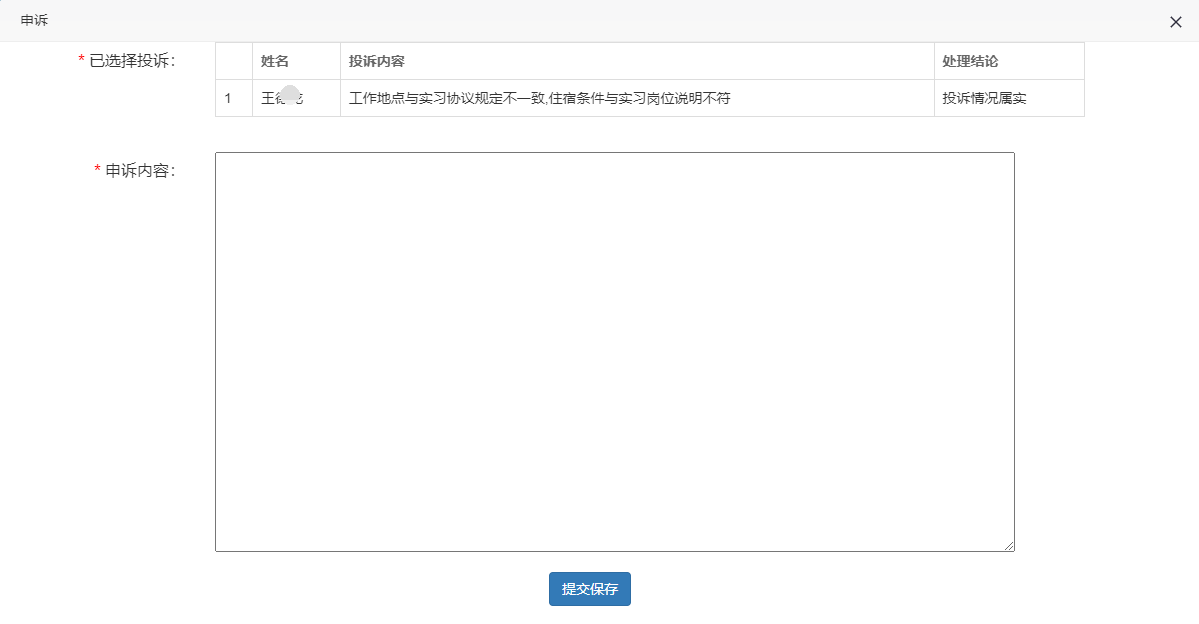 申诉
* 已选择投诉：
姓名 投诉内容 处理结论
1 王 工作地点与实习协议规定不一致,住宿条件与实习岗位说明不符 投诉情况属实
* 申诉内容：
提交保存